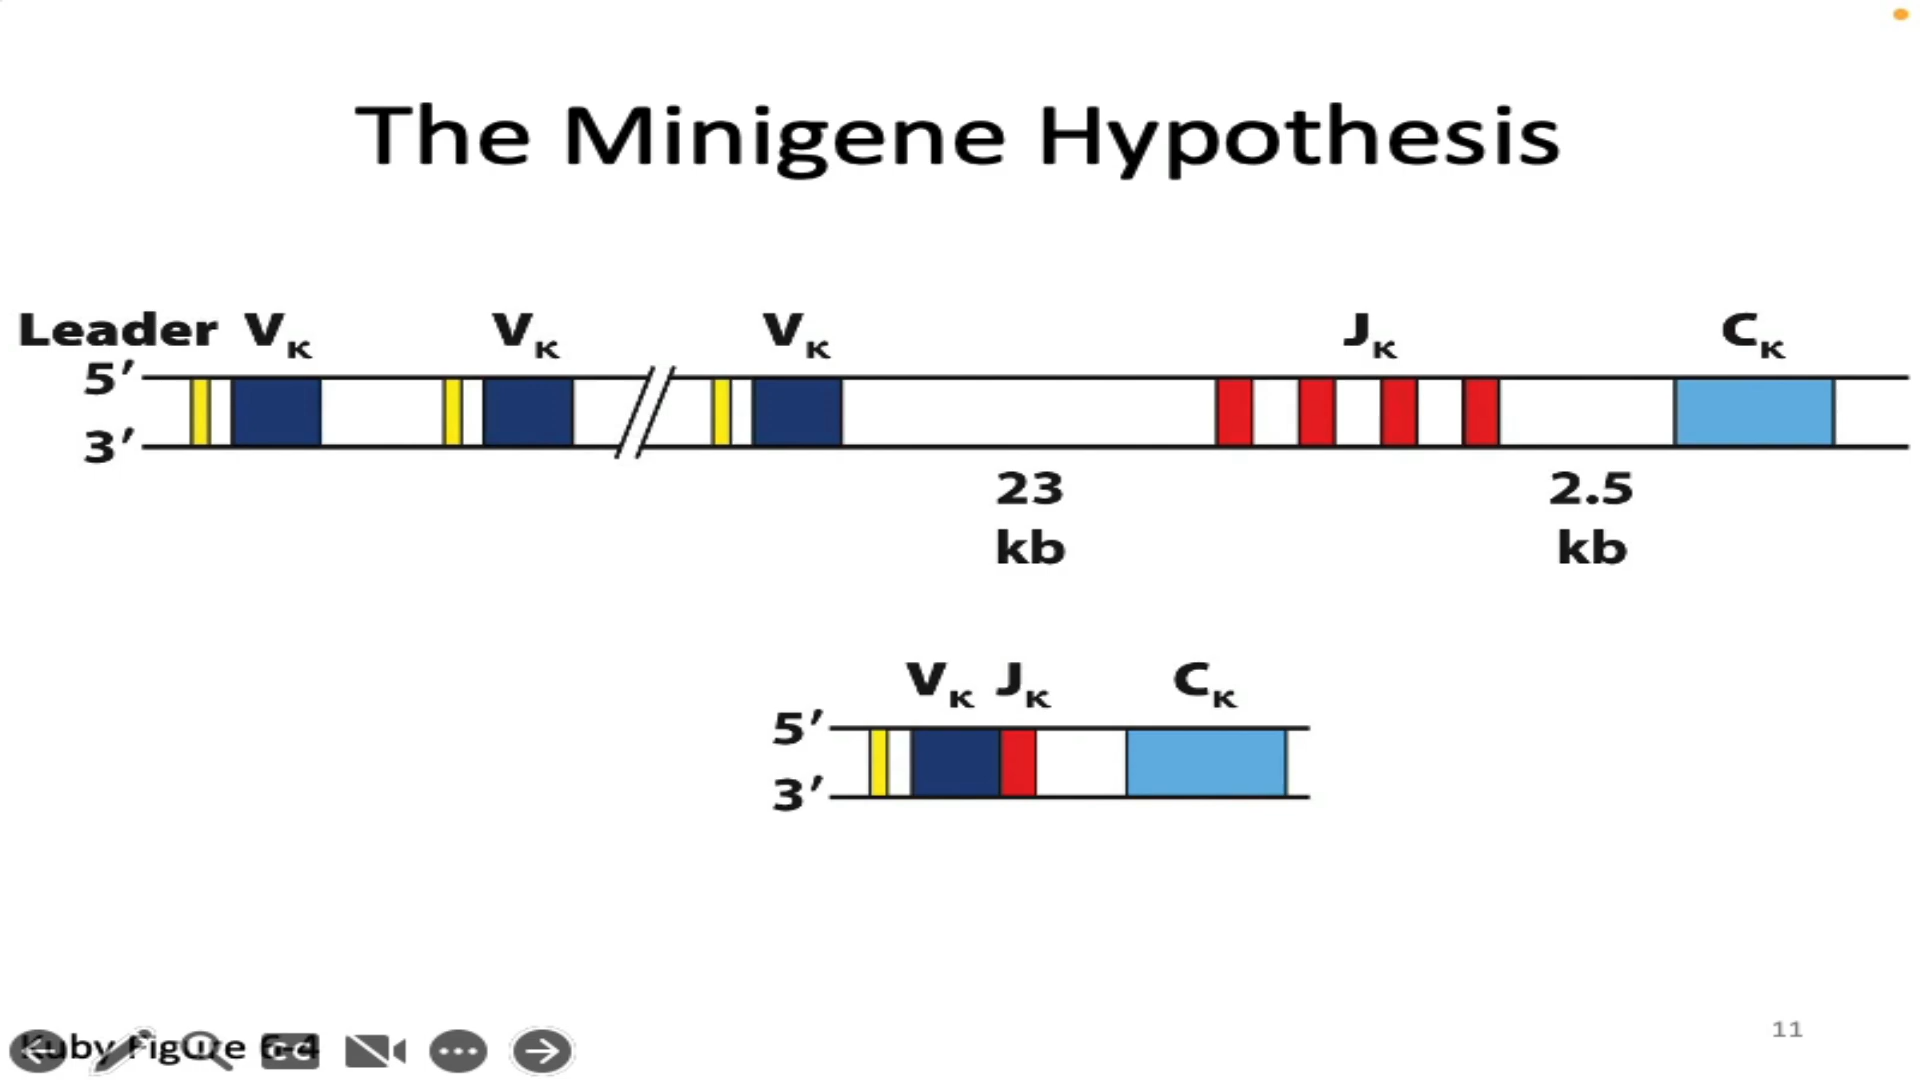 The Minigene Hypothesis
Leader Vκ Vκ Vκ Jκ Cκ
5′
3′
23 2.5
kb kb
Vκ Jκ Cκ
5′
3′
Kuby Figure 6-4
11